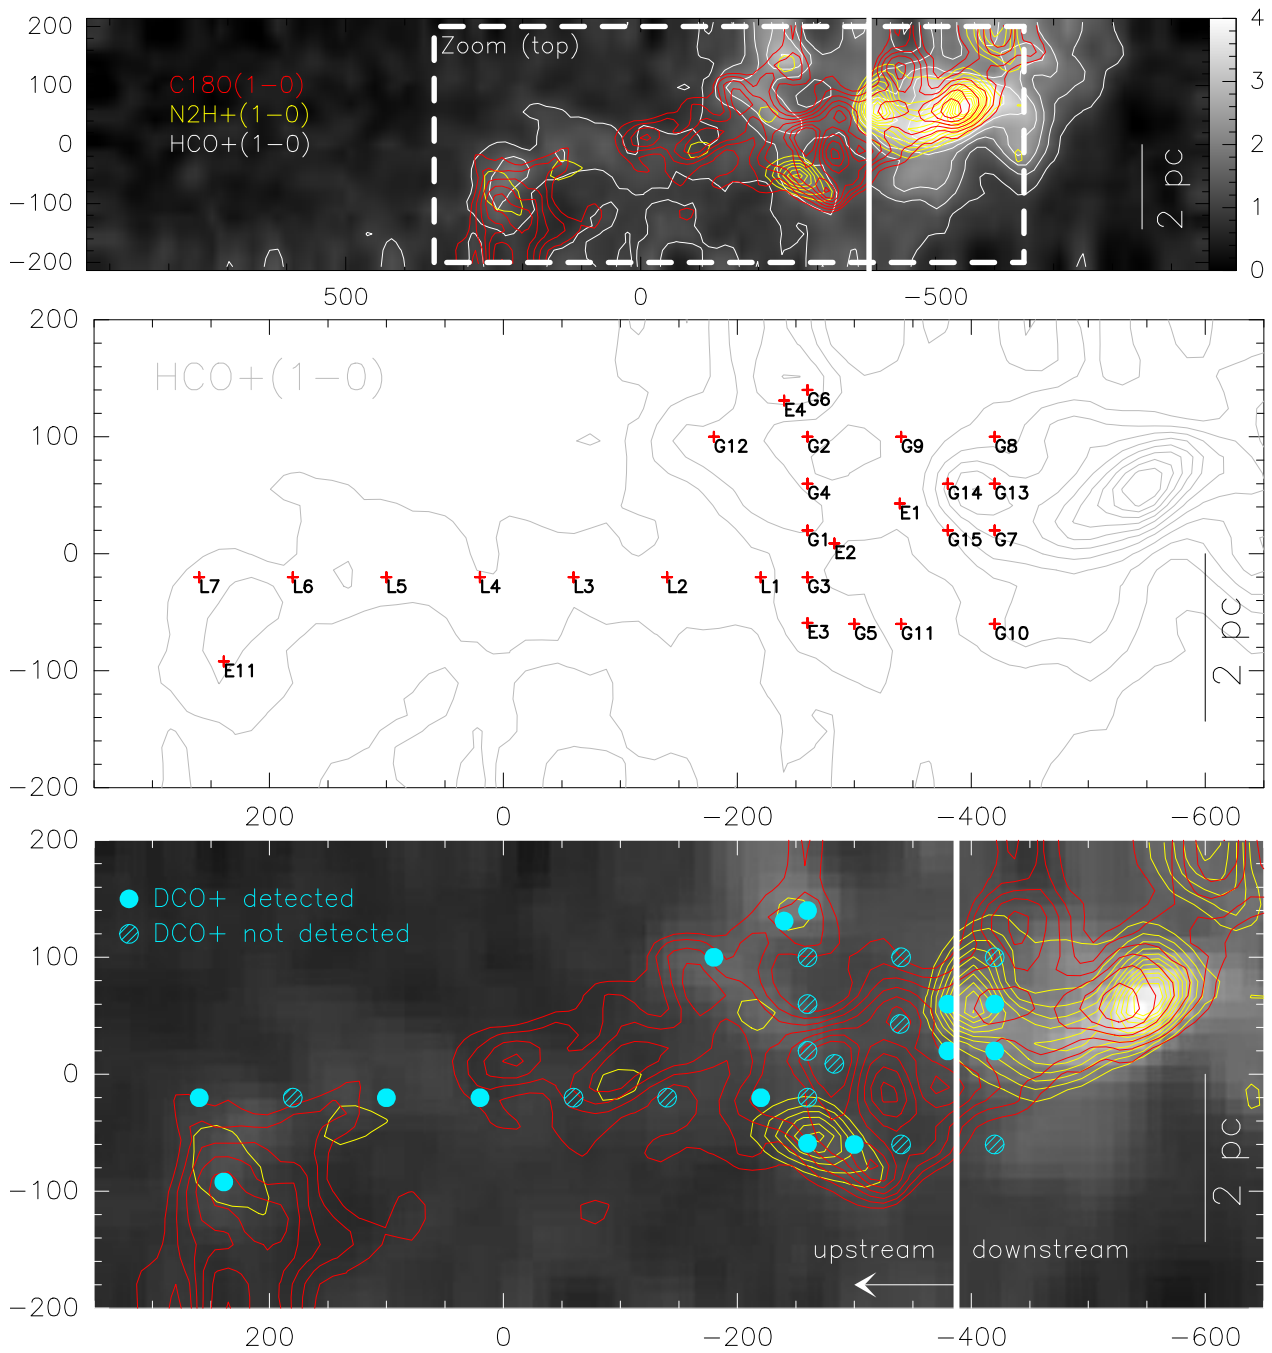 200
100
0
−100
−200
Zoom (top)
C18O(1−0)
N2H+(1−0)
HCO+(1−0)
2 pc
4
3
2
1
0
500 0 −500
200
100
0
−100
−200
HCO+(1−0)
G6
E4
G12 G2 G9 G8
G4 G14 G13
E1
G1 E2 G15 G7
L7 L6 L5 L4 L3 L2 L1 G3
E3 G5 G11 G10
E11
2 pc
200 0 −200 −400 −600
200
100
0
−100
−200
DCO+ detected
DCO+ not detected
2 pc
upstream downstream
200 0 −200 −400 −600